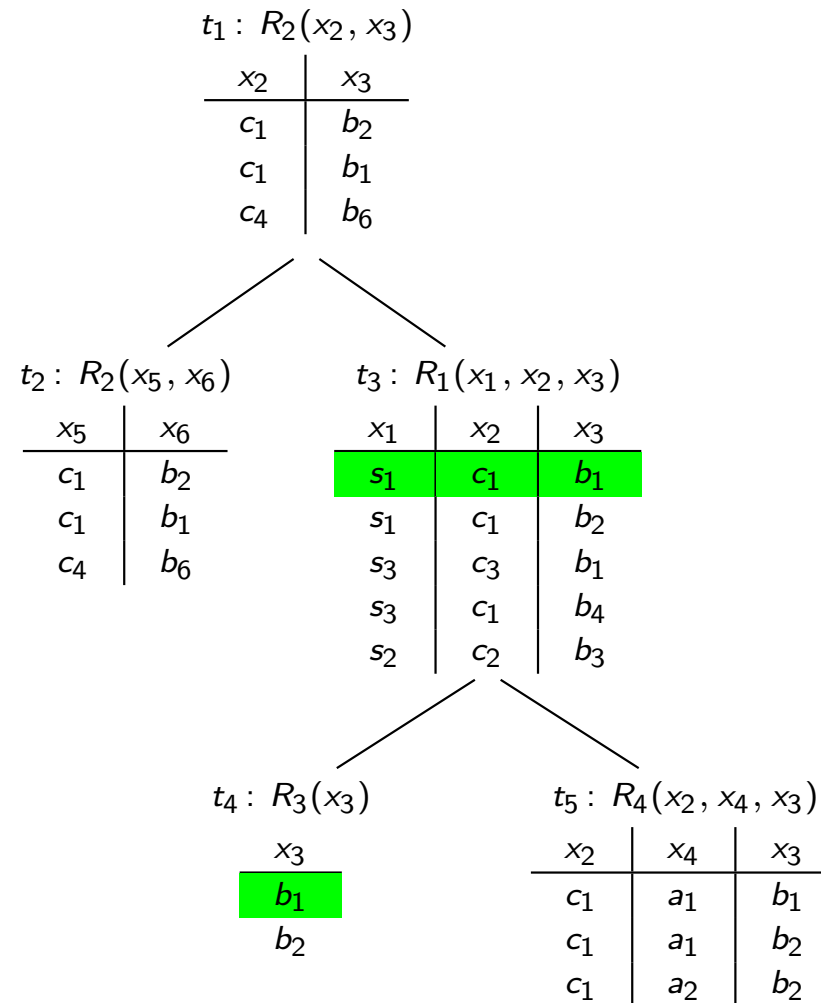 t₁ : R₂(x₂, x₃)
x₂ x₃
c₁ b₂
c₁ b₁
c₄ b₆
t₂ : R₂(x₅, x₆)
x₅ x₆
c₁ b₂
c₁ b₁
c₄ b₆
t₃ : R₁(x₁, x₂, x₃)
x₁ x₂ x₃
s₁ c₁ b₁
s₁ c₁ b₂
s₃ c₃ b₁
s₃ c₁ b₄
s₂ c₂ b₃
t₄ : R₃(x₃)
x₃
b₁
b₂
t₅ : R₄(x₂, x₄, x₃)
x₂ x₄ x₃
c₁ a₁ b₁
c₁ a₁ b₂
c₁ a₂ b₂